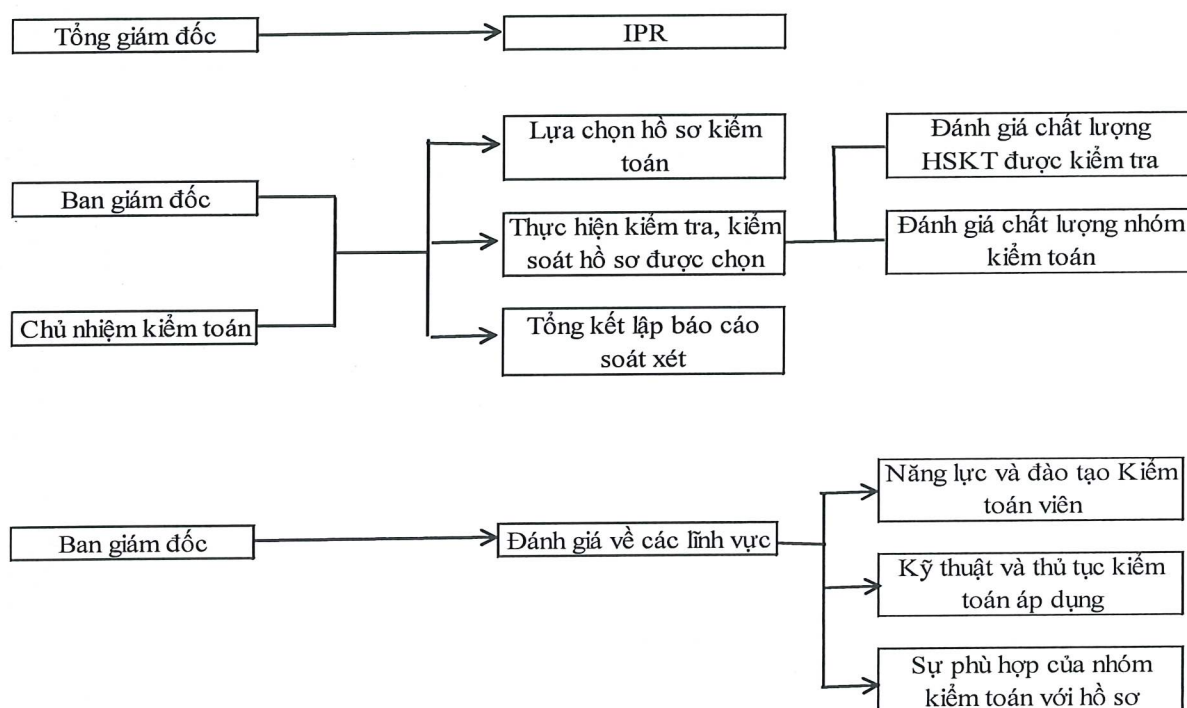 Tổng giám đốc
IPR
Lựa chọn hồ sơ kiểm
toán
Đánh giá chất lượng
HSKT được kiểm tra
Ban giám đốc
Thực hiện kiểm tra, kiểm
soát hồ sơ được chọn
Đánh giá chất lượng nhóm
kiểm toán
Chủ nhiệm kiểm toán
Tổng kết lập báo cáo
soát xét
Năng lực và đào tạo Kiểm
toán viên
Ban giám đốc
Đánh giá về các lĩnh vực
Kỹ thuật và thủ tục kiểm
toán áp dụng
Sự phù hợp của nhóm
kiểm toán với hồ sơ